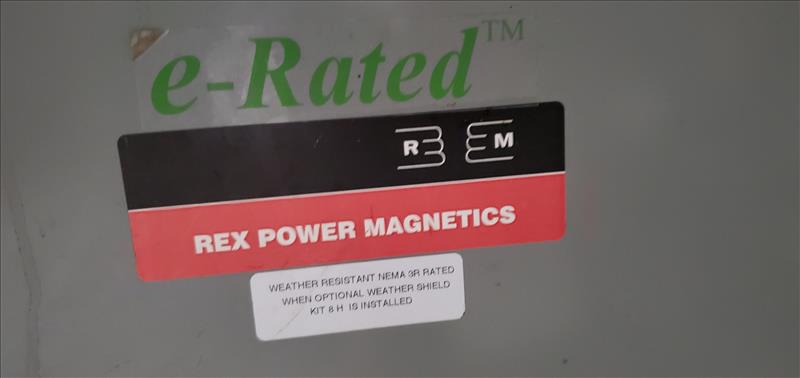 e-Rated™
R M
REX POWER MAGNETICS
WEATHER RESISTANT NEMA 3R RATED
WHEN OPTIONAL WEATHER SHIELD
KIT 8 H IS INSTALLED